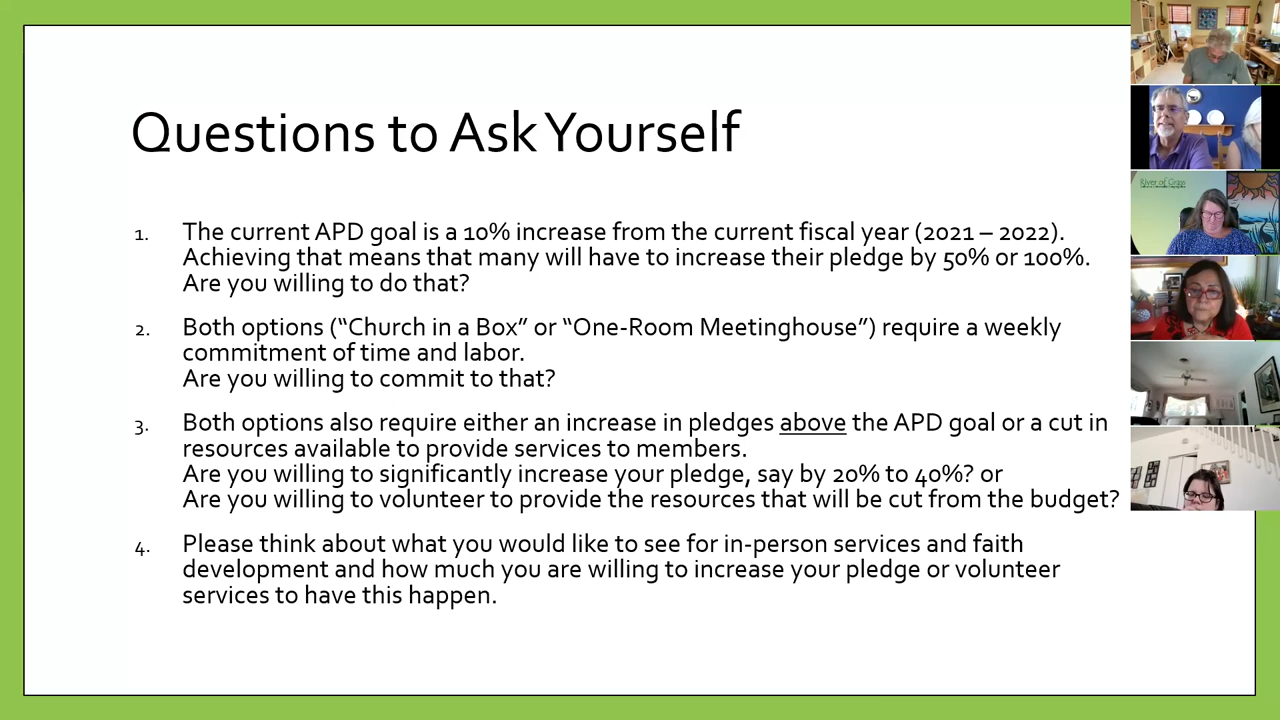 Questions to Ask Yourself
1. The current APD goal is a 10% increase from the current fiscal year (2021 – 2022).
Achieving that means that many will have to increase their pledge by 50% or 100%.
Are you willing to do that?
2. Both options (“Church in a Box” or “One-Room Meetinghouse”) require a weekly
commitment of time and labor.
Are you willing to commit to that?
3. Both options also require either an increase in pledges above the APD goal or a cut in
resources available to provide services to members.
Are you willing to significantly increase your pledge, say by 20% to 40%? or
Are you willing to volunteer to provide the resources that will be cut from the budget?
4. Please think about what you would like to see for in-person services and faith
development and how much you are willing to increase your pledge or volunteer
services to have this happen.
River of Grass